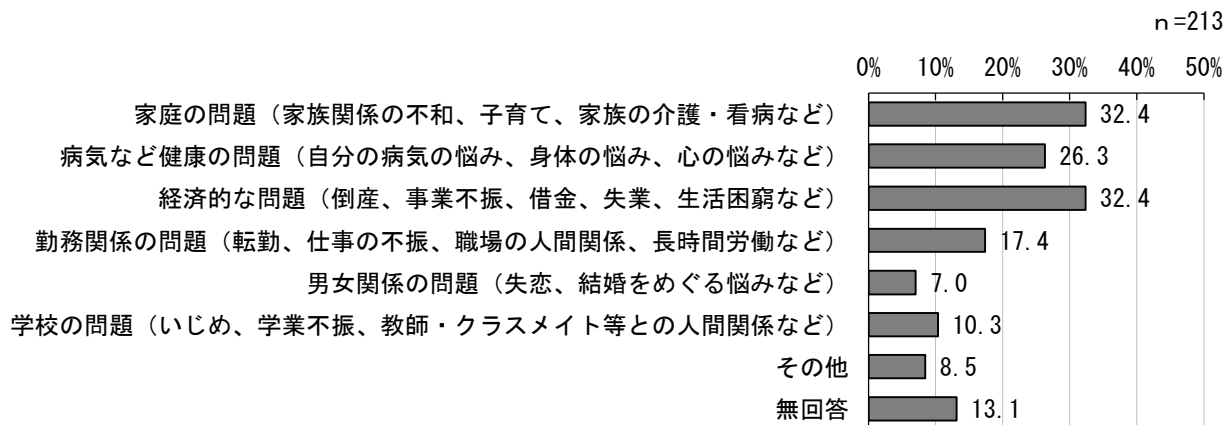 ｎ=213
0% 10% 20% 30% 40% 50%
家庭の問題（家族関係の不和、子育て、家族の介護・看病など） 32.4
病気など健康の問題（自分の病気の悩み、身体の悩み、心の悩みなど） 26.3
経済的な問題（倒産、事業不振、借金、失業、生活困窮など） 32.4
勤務関係の問題（転勤、仕事の不振、職場の人間関係、長時間労働など） 17.4
男女関係の問題（失恋、結婚をめぐる悩みなど） 7.0
学校の問題（いじめ、学業不振、教師・クラスメイト等との人間関係など） 10.3
その他 8.5
無回答 13.1